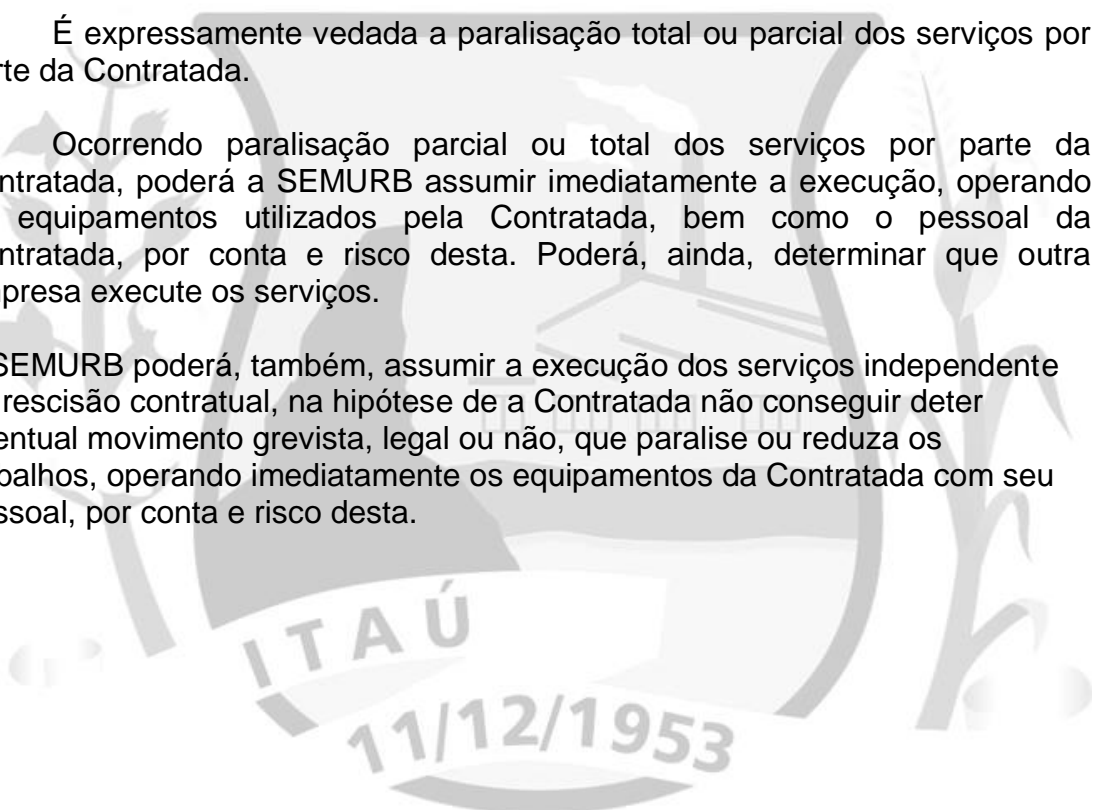 É expressamente vedada a paralisação total ou parcial dos serviços por
rte da Contratada.
Ocorrendo paralisação parcial ou total dos serviços por parte da
ntratada, poderá a SEMURB assumir imediatamente a execução, operando
equipamentos utilizados pela Contratada, bem como o pessoal da
ntratada, por conta e risco desta. Poderá, ainda, determinar que outra
presa execute os serviços.
SEMURB poderá, também, assumir a execução dos serviços independente
rescisão contratual, na hipótese de a Contratada não conseguir deter
entual movimento grevista, legal ou não, que paralise ou reduza os
balhos, operando imediatamente os equipamentos da Contratada com seu
ssoal, por conta e risco desta.
ITAÚ
11/12/1953